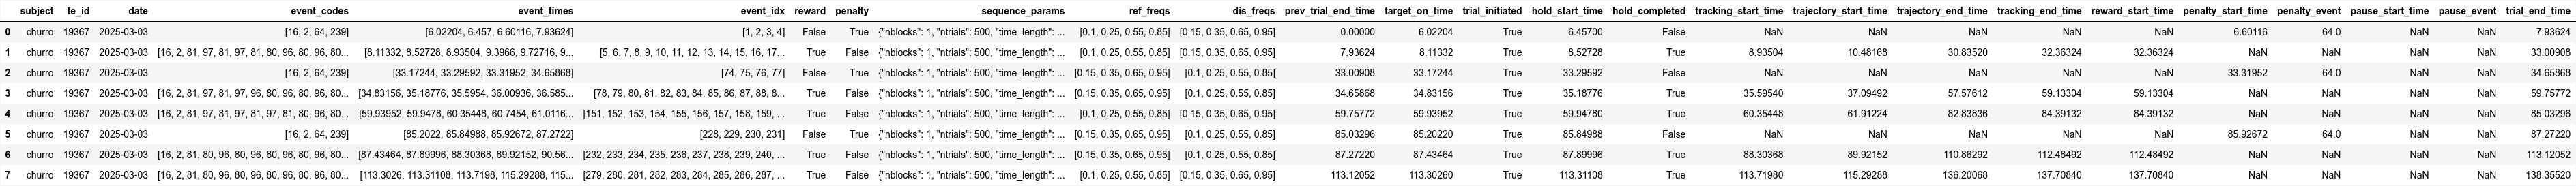 subject te_id date event_codes event_times event_idx reward penalty sequence_params ref_freqs dis_freqs prev_trial_end_time target_on_time trial_initiated hold_start_time hold_completed tracking_start_time trajectory_start_time trajectory_end_time tracking_end_time reward_start_time penalty_start_time penalty_event pause_start_time pause_event trial_end_time
0 churro 19367 2025-03-03 [16, 2, 64, 239] [6.02204, 6.457, 6.60116, 7.93624] [1, 2, 3, 4] False True {"nblocks": 1, "ntrials": 500, "time_length": ... [0.1, 0.25, 0.55, 0.85] [0.15, 0.35, 0.65, 0.95] 0.00000 6.02204 True 6.45700 False NaN NaN NaN NaN NaN 6.60116 64.0 NaN NaN 7.93624
1 churro 19367 2025-03-03 [16, 2, 81, 97, 81, 97, 81, 80, 96, 80, 96, 80... [8.11332, 8.52728, 8.93504, 9.3966, 9.72716, 9... [5, 6, 7, 8, 9, 10, 11, 12, 13, 14, 15, 16, 17... True False {"nblocks": 1, "ntrials": 500, "time_length": ... [0.1, 0.25, 0.55, 0.85] [0.15, 0.35, 0.65, 0.95] 7.93624 8.11332 True 8.52728 True 8.93504 10.48168 30.83520 32.36324 32.36324 NaN NaN NaN NaN 33.00908
2 churro 19367 2025-03-03 [16, 2, 64, 239] [33.17244, 33.29592, 33.31952, 34.65868] [74, 75, 76, 77] False True {"nblocks": 1, "ntrials": 500, "time_length": ... [0.15, 0.35, 0.65, 0.95] [0.1, 0.25, 0.55, 0.85] 33.00908 33.17244 True 33.29592 False NaN NaN NaN NaN NaN 33.31952 64.0 NaN NaN 34.65868
3 churro 19367 2025-03-03 [16, 2, 81, 97, 81, 97, 96, 80, 96, 80, 96, 80... [34.83156, 35.18776, 35.5954, 36.00936, 36.585... [78, 79, 80, 81, 82, 83, 84, 85, 86, 87, 88, 8... True False {"nblocks": 1, "ntrials": 500, "time_length": ... [0.15, 0.35, 0.65, 0.95] [0.1, 0.25, 0.55, 0.85] 34.65868 34.83156 True 35.18776 True 35.59540 37.09492 57.57612 59.13304 59.13304 NaN NaN NaN NaN 59.75772
4 churro 19367 2025-03-03 [16, 2, 81, 97, 81, 81, 97, 81, 80, 96, 80... [59.93952, 59.9478, 60.35448, 60.7454, 61.0116... [151, 152, 153, 154, 155, 156, 157, 158, 159, ... True False {"nblocks": 1, "ntrials": 500, "time_length": ... [0.1, 0.25, 0.55, 0.85] [0.15, 0.35, 0.65, 0.95] 59.75772 59.93952 True 59.94780 True 60.35448 61.91224 82.83836 84.39132 84.39132 NaN NaN NaN NaN 85.03296
5 churro 19367 2025-03-03 [16, 2, 64, 239] [85.2022, 85.84988, 85.92672, 87.2722] [228, 229, 230, 231] False True {"nblocks": 1, "ntrials": 500, "time_length": ... [0.15, 0.35, 0.65, 0.95] [0.1, 0.25, 0.55, 0.85] 85.03296 85.20220 True 85.84988 False NaN NaN NaN NaN NaN 85.92672 64.0 NaN NaN 87.27220
6 churro 19367 2025-03-03 [16, 2, 81, 80, 96, 80, 96, 80, 96, 80, 96, 80... [87.43464, 87.89996, 88.30368, 89.92152, 90.56... [232, 233, 234, 235, 236, 237, 238, 239, 240, ... True False {"nblocks": 1, "ntrials": 500, "time_length": ... [0.15, 0.35, 0.65, 0.95] [0.1, 0.25, 0.55, 0.85] 87.27220 87.43464 True 87.89996 True 88.30368 89.92152 110.86292 112.48492 112.48492 NaN NaN NaN NaN 113.12052
7 churro 19367 2025-03-03 [16, 2, 81, 80, 96, 80, 96, 80, 96, 80, 96, 80... [113.3026, 113.31108, 113.7198, 115.29288, 115... [279, 280, 281, 282, 283, 284, 285, 286, 287, ... True False {"nblocks": 1, "ntrials": 500, "time_length": ... [0.1, 0.25, 0.55, 0.85] [0.15, 0.35, 0.65, 0.95] 113.12052 113.30260 True 113.31108 True 113.71980 115.29288 136.20068 137.70840 137.70840 NaN NaN NaN NaN 138.35520